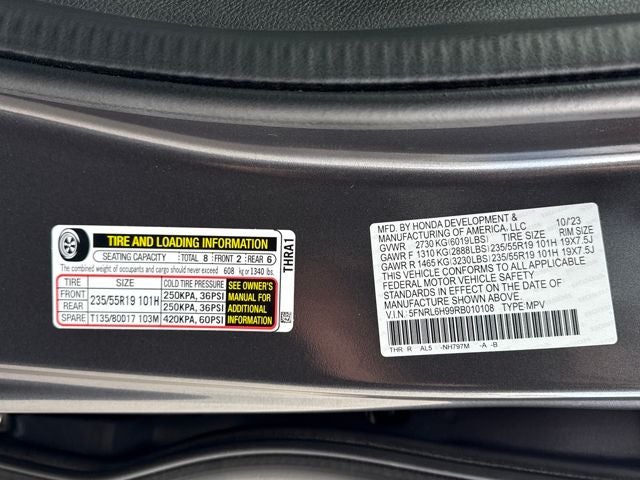 TIRE AND LOADING INFORMATION
SEATING CAPACITY TOTAL 8 FRONT 2 REAR 6
The combined weight of occupants and cargo should never exceed 608 kg or 1340 lbs.
TIRE SIZE COLD TIRE PRESSURE
FRONT 235/55R19 101H 250KPA, 36PSI
REAR 250KPA, 36PSI
SPARE T135/80D17 103M 420KPA, 60PSI
SEE OWNER'S
MANUAL FOR
ADDITIONAL
INFORMATION
THRA1
MFD. BY HONDA DEVELOPMENT & 10/'23
MANUFACTURING OF AMERICA, LLC
GVWR 2730 KG(6019LBS) TIRE SIZE RIM SIZE
GAWR F 1310 KG(2888LBS)235/55R19 101H 19X7.5J
GAWR R 1465 KG(3230LBS)235/55R19 101H 19X7.5J
THIS VEHICLE CONFORMS TO ALL APPLICABLE
FEDERAL MOTOR VEHICLE SAFETY
STANDARDS IN EFFECT ON THE DATE OF
MANUFACTURE SHOWN ABOVE.
V.I.N.: 5FNRL6H99RB010108 TYPE:MPV
THR R AL5 -NH797M -A -B